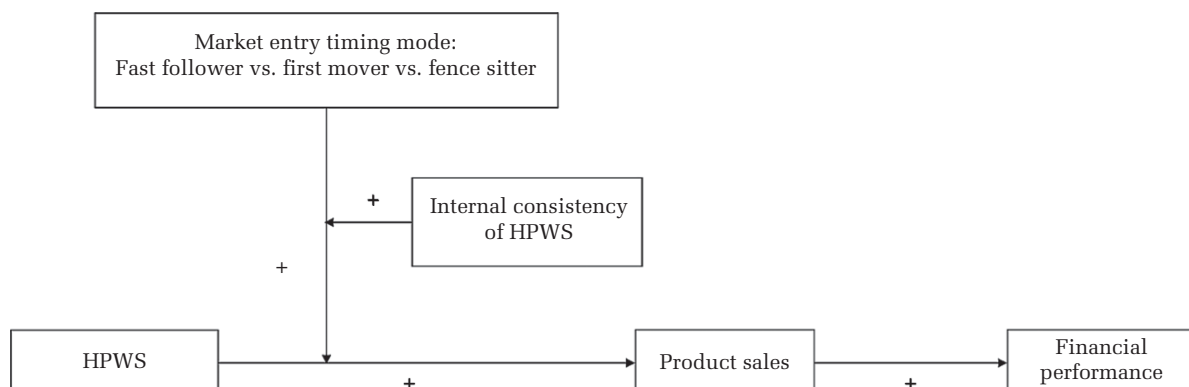 Market entry timing mode:
Fast follower vs. first mover vs. fence sitter
+
Internal consistency
of HPWS
+
HPWS
Product sales
Financial
performance
+
+